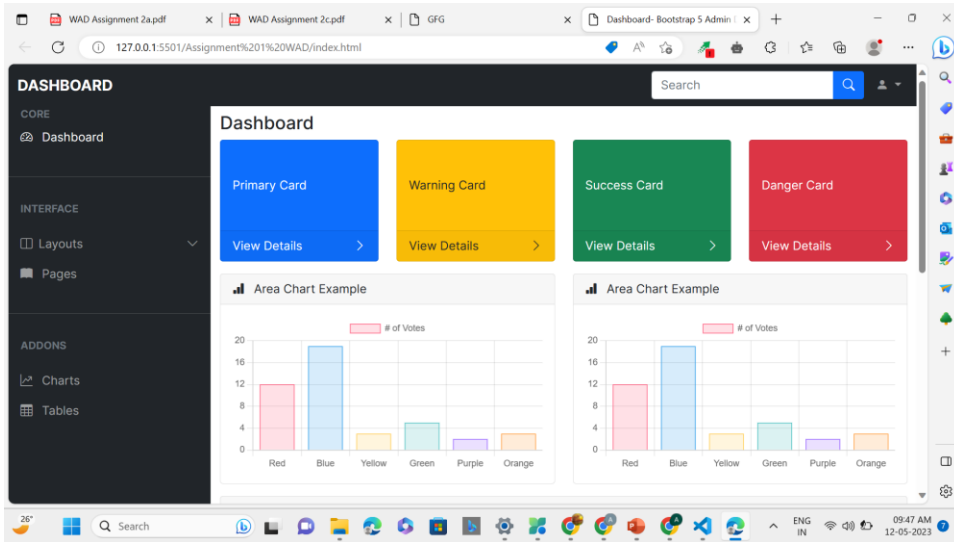 WAD Assignment 2a.pdf
WAD Assignment 2c.pdf
GFG
Dashboard- Bootstrap 5 Admin
127.0.0.1:5501/Assignment%201%20WAD/index.html
DASHBOARD
Search
CORE
Dashboard
INTERFACE
Layouts
Pages
ADDONS
Charts
Tables
Dashboard
Primary Card
View Details
Warning Card
View Details
Success Card
View Details
Danger Card
View Details
Area Chart Example
# of Votes
20
16
12
8
4
0
Red Blue Yellow Green Purple Orange
Area Chart Example
# of Votes
20
16
12
8
4
0
Red Blue Yellow Green Purple Orange
26°
Search
ENG
IN
09:47 AM
12-05-2023
7